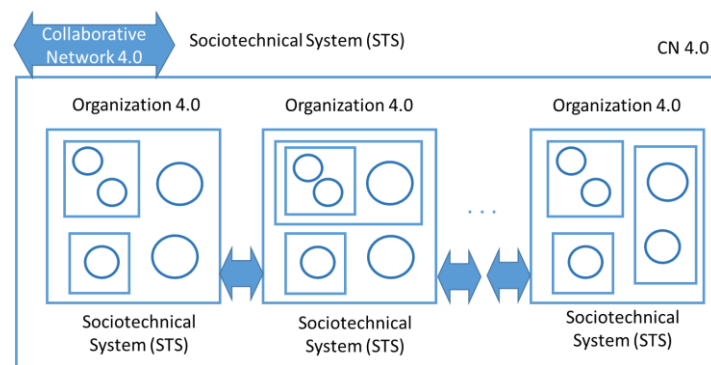 Collaborative
Network 4.0
Sociotechnical System (STS)
CN 4.0
Organization 4.0
Organization 4.0
Organization 4.0
. . .
Sociotechnical
System (STS)
Sociotechnical
System (STS)
Sociotechnical
System (STS)